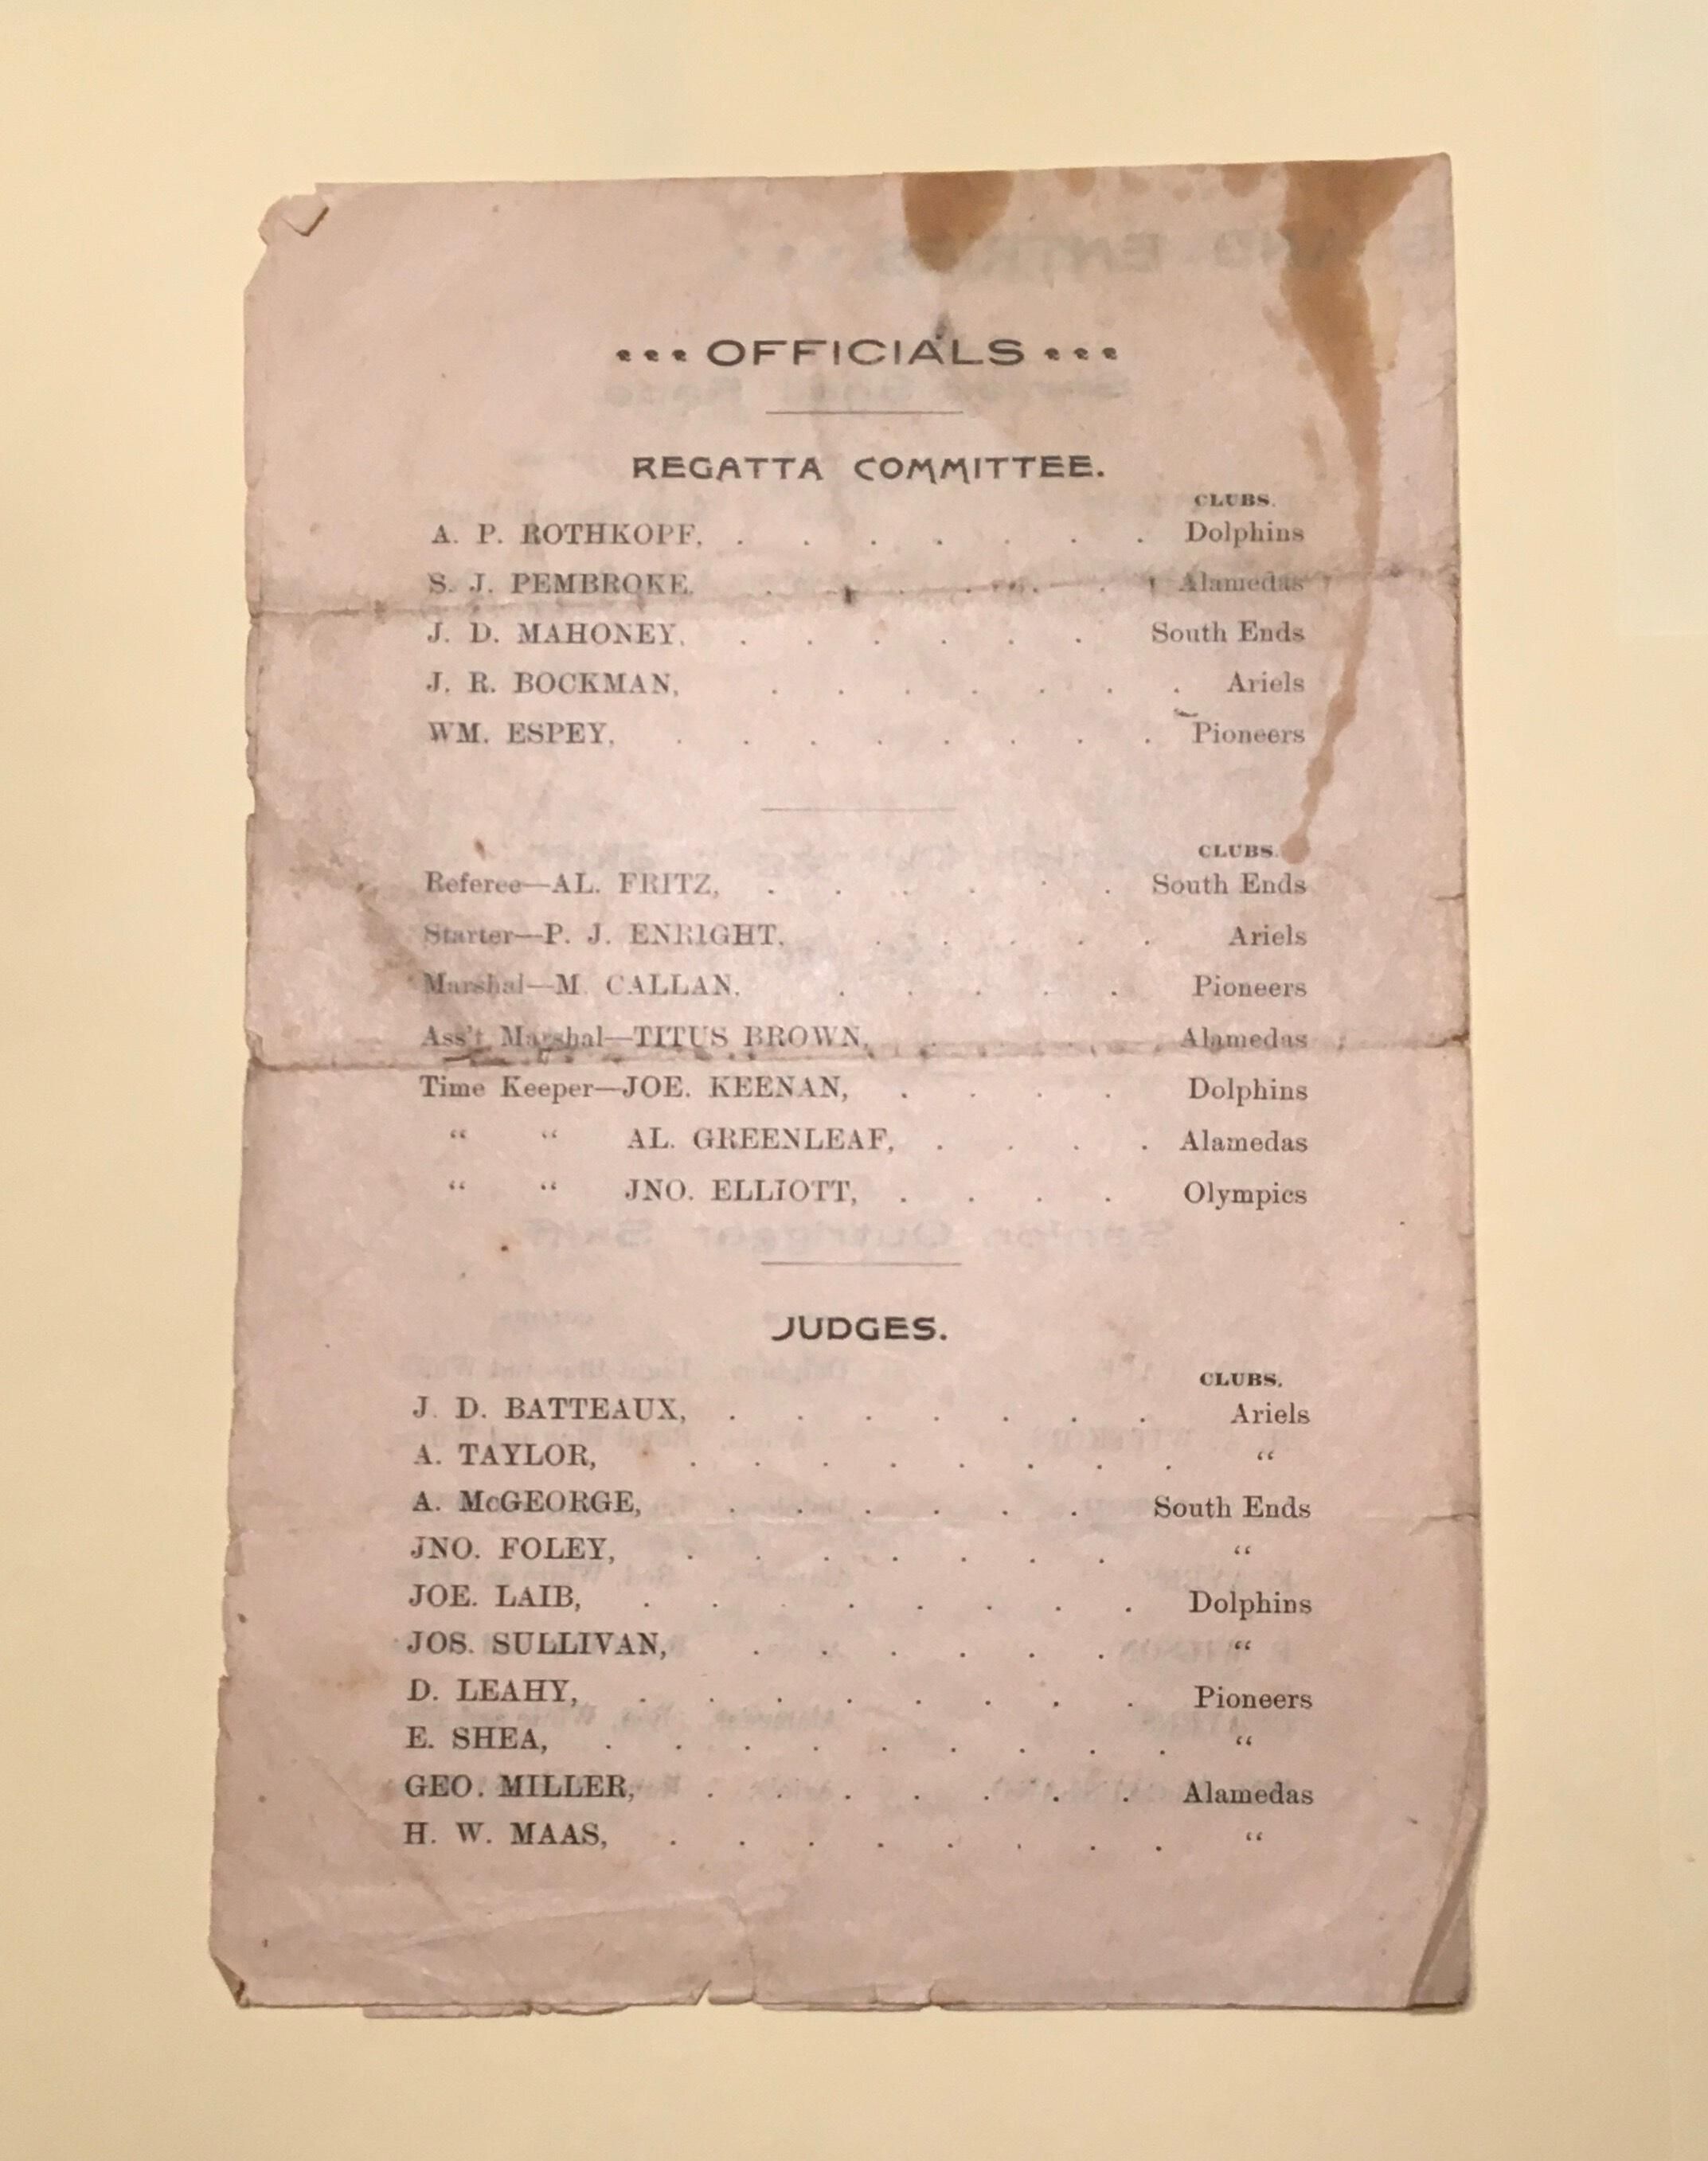 OFFICIALS
REGATTA COMMITTEE.
CLUBS.
A. P. ROTHKOPF, . . . . . . . Dolphins
S. J. PEMBROKE, . . . . . . Alamedas
J. D. MAHONEY, . . . . . . South Ends
J. R. BOCKMAN, . . . . . . . Ariels
WM. ESPEY, . . . . . . . . Pioneers
CLUBS.
Referee—AL. FRITZ, . . . . . . South Ends
Starter—P. J. ENRIGHT, . . . . . Ariels
Marshal—M. CALLAN, . . . . . Pioneers
Ass't Marshal—TITUS BROWN, . . . . Alamedas
Time Keeper—JOE. KEENAN, . . . . Dolphins
“ “ AL. GREENLEAF, . . . . Alamedas
“ “ JNO. ELLIOTT, . . . . Olympics
JUDGES.
CLUBS.
J. D. BATTEAUX, . . . . . . . Ariels
A. TAYLOR, . . . . . . . . “
A. McGEORGE, . . . . . . South Ends
JNO. FOLEY, . . . . . . . “
JOE. LAIB, . . . . . . . . Dolphins
JOS. SULLIVAN, . . . . . . “
D. LEAHY, . . . . . . . . Pioneers
E. SHEA, . . . . . . . . . “
GEO. MILLER, . . . . . . . Alamedas
H. W. MAAS, . . . . . . . . “